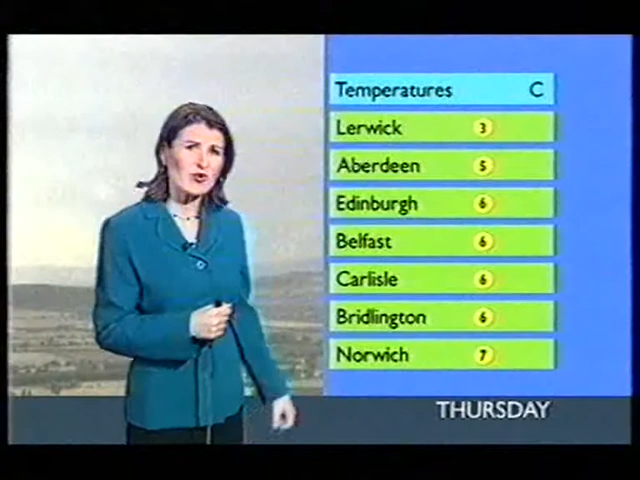 Temperatures C
Lerwick 3
Aberdeen 5
Edinburgh 6
Belfast 6
Carlisle 6
Bridlington 6
Norwich 7
THURSDAY